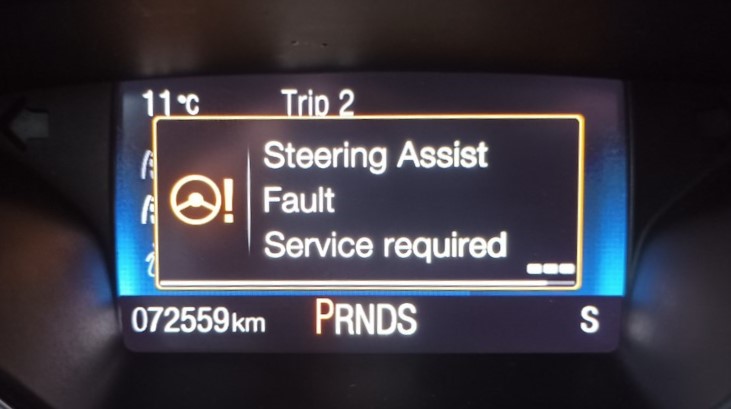 11°C Trip 2
Steering Assist
Fault
Service required
072559km PRNDS S